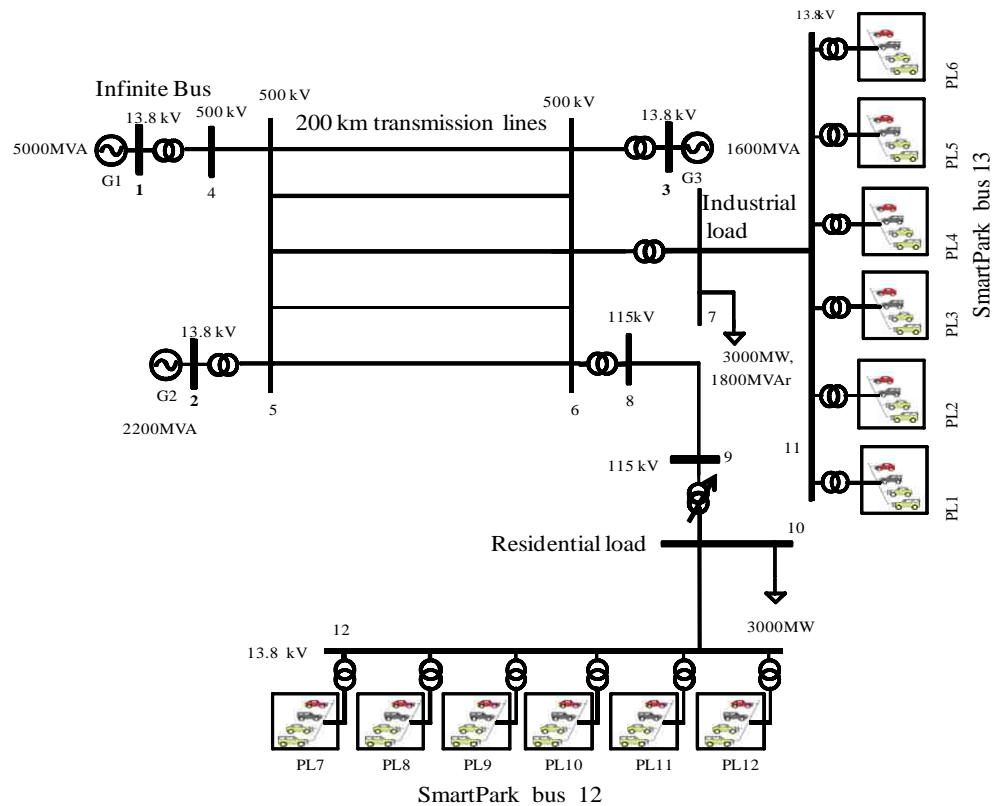 13.8kV
PL6
Infinite Bus
500 kV
500 kV
500 kV
13.8 kV
200 km transmission lines
13.8 kV
5000MVA
G1
1
4
3
G3
1600MVA
PL5
Industrial
load
PL4
SmartPark bus 13
7
PL3
13.8 kV
115kV
3000MW,
1800MVAr
G2
2
5
6
8
PL2
2200MVA
11
115 kV
9
PL1
10
Residential load
3000MW
12
13.8 kV
PL7
PL8
PL9
PL10
PL11
PL12
SmartPark bus 12